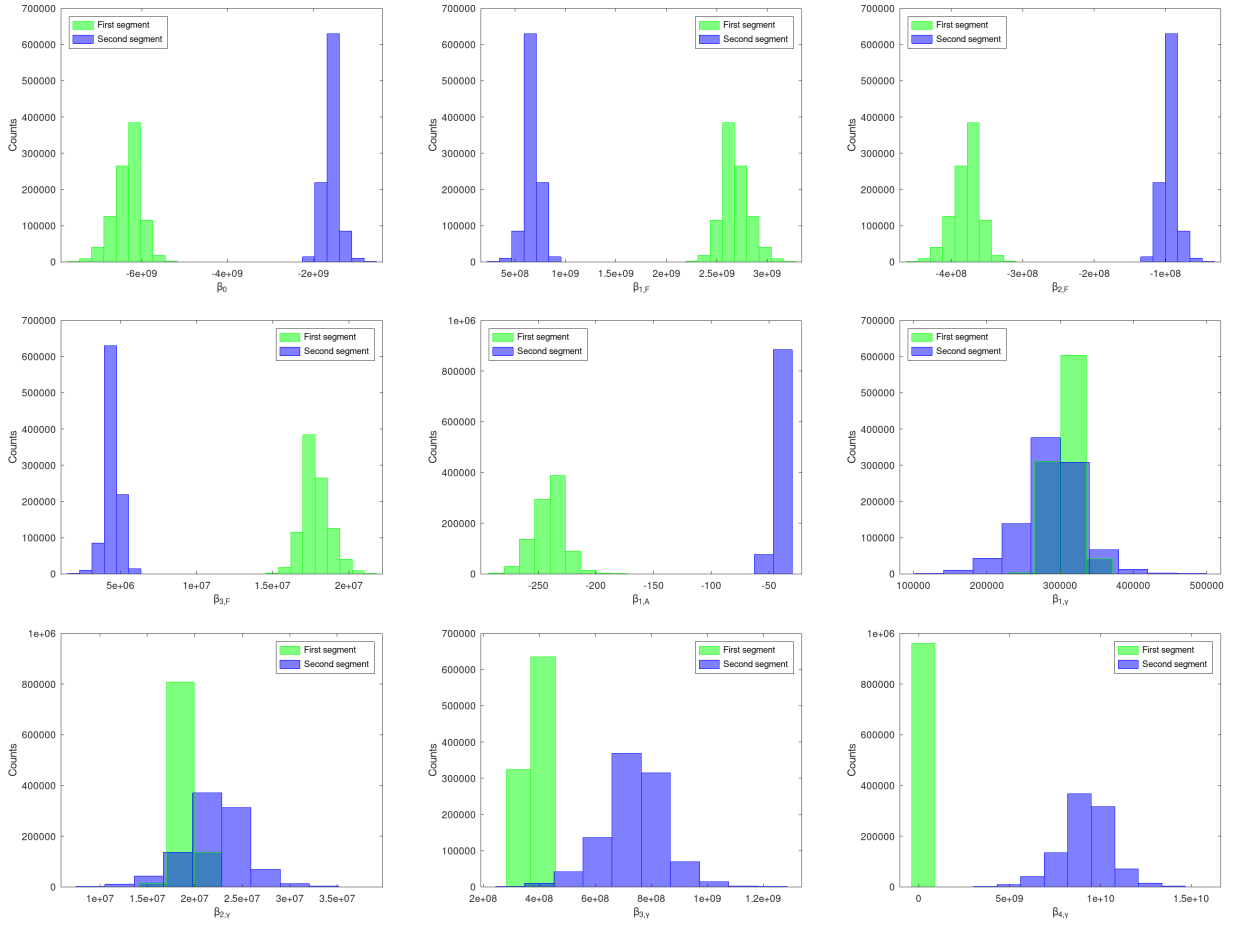 700000
600000
500000
400000
300000
200000
100000
0
Counts
First segment
Second segment
-6e+09 -4e+09 -2e+09
β0
700000
600000
500000
400000
300000
200000
100000
0
Counts
First segment
Second segment
5e+08 1e+09 1.5e+09 2e+09 2.5e+09 3e+09
β1,F
700000
600000
500000
400000
300000
200000
100000
0
Counts
First segment
Second segment
-4e+08 -3e+08 -2e+08 -1e+08
β2,F
700000
600000
500000
400000
300000
200000
100000
0
Counts
First segment
Second segment
5e+06 1e+07 1.5e+07 2e+07
β3,F
1e+06
800000
600000
400000
200000
0
Counts
First segment
Second segment
-250 -200 -150 -100 -50
β1,A
700000
600000
500000
400000
300000
200000
100000
0
Counts
First segment
Second segment
100000 200000 300000 400000 500000
β1,γ
1e+06
800000
600000
400000
200000
0
Counts
First segment
Second segment
1e+07 1.5e+07 2e+07 2.5e+07 3e+07 3.5e+07
β2,γ
700000
600000
500000
400000
300000
200000
100000
0
Counts
First segment
Second segment
2e+08 4e+08 6e+08 8e+08 1e+09 1.2e+09
β3,γ
1e+06
800000
600000
400000
200000
0
Counts
First segment
Second segment
0 5e+09 1e+10 1.5e+10
β4,γ